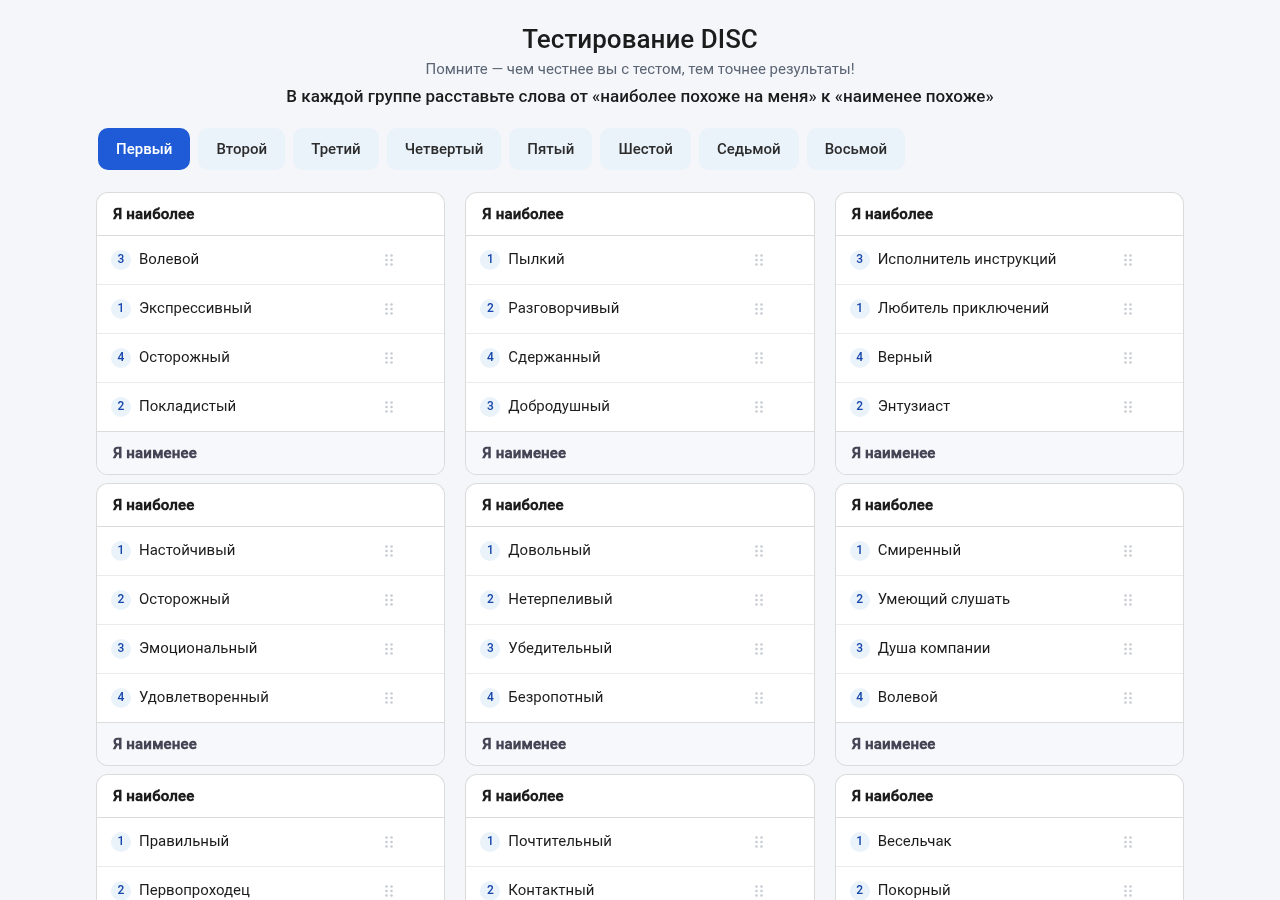 Тестирование DISC
Помните — чем честнее вы с тестом, тем точнее результаты!
В каждой группе расставьте слова от «наиболее похоже на меня» к «наименее похоже»
Первый Второй Третий Четвертый Пятый Шестой Седьмой Восьмой
Я наиболее
3 Волевой
1 Экспрессивный
4 Осторожный
2 Покладистый
Я наименее
Я наиболее
1 Пылкий
2 Разговорчивый
4 Сдержанный
3 Добродушный
Я наименее
Я наиболее
3 Исполнитель инструкций
1 Любитель приключений
4 Верный
2 Энтузиаст
Я наименее
Я наиболее
1 Настойчивый
2 Осторожный
3 Эмоциональный
4 Удовлетворенный
Я наименее
Я наиболее
1 Довольный
2 Нетерпеливый
3 Убедительный
4 Безропотный
Я наименее
Я наиболее
1 Смиренный
2 Умеющий слушать
3 Душа компании
4 Волевой
Я наименее
Я наиболее
1 Правильный
2 Первопроходец
Я наиболее
1 Почтительный
2 Контактный
Я наиболее
1 Весельчак
2 Покорный